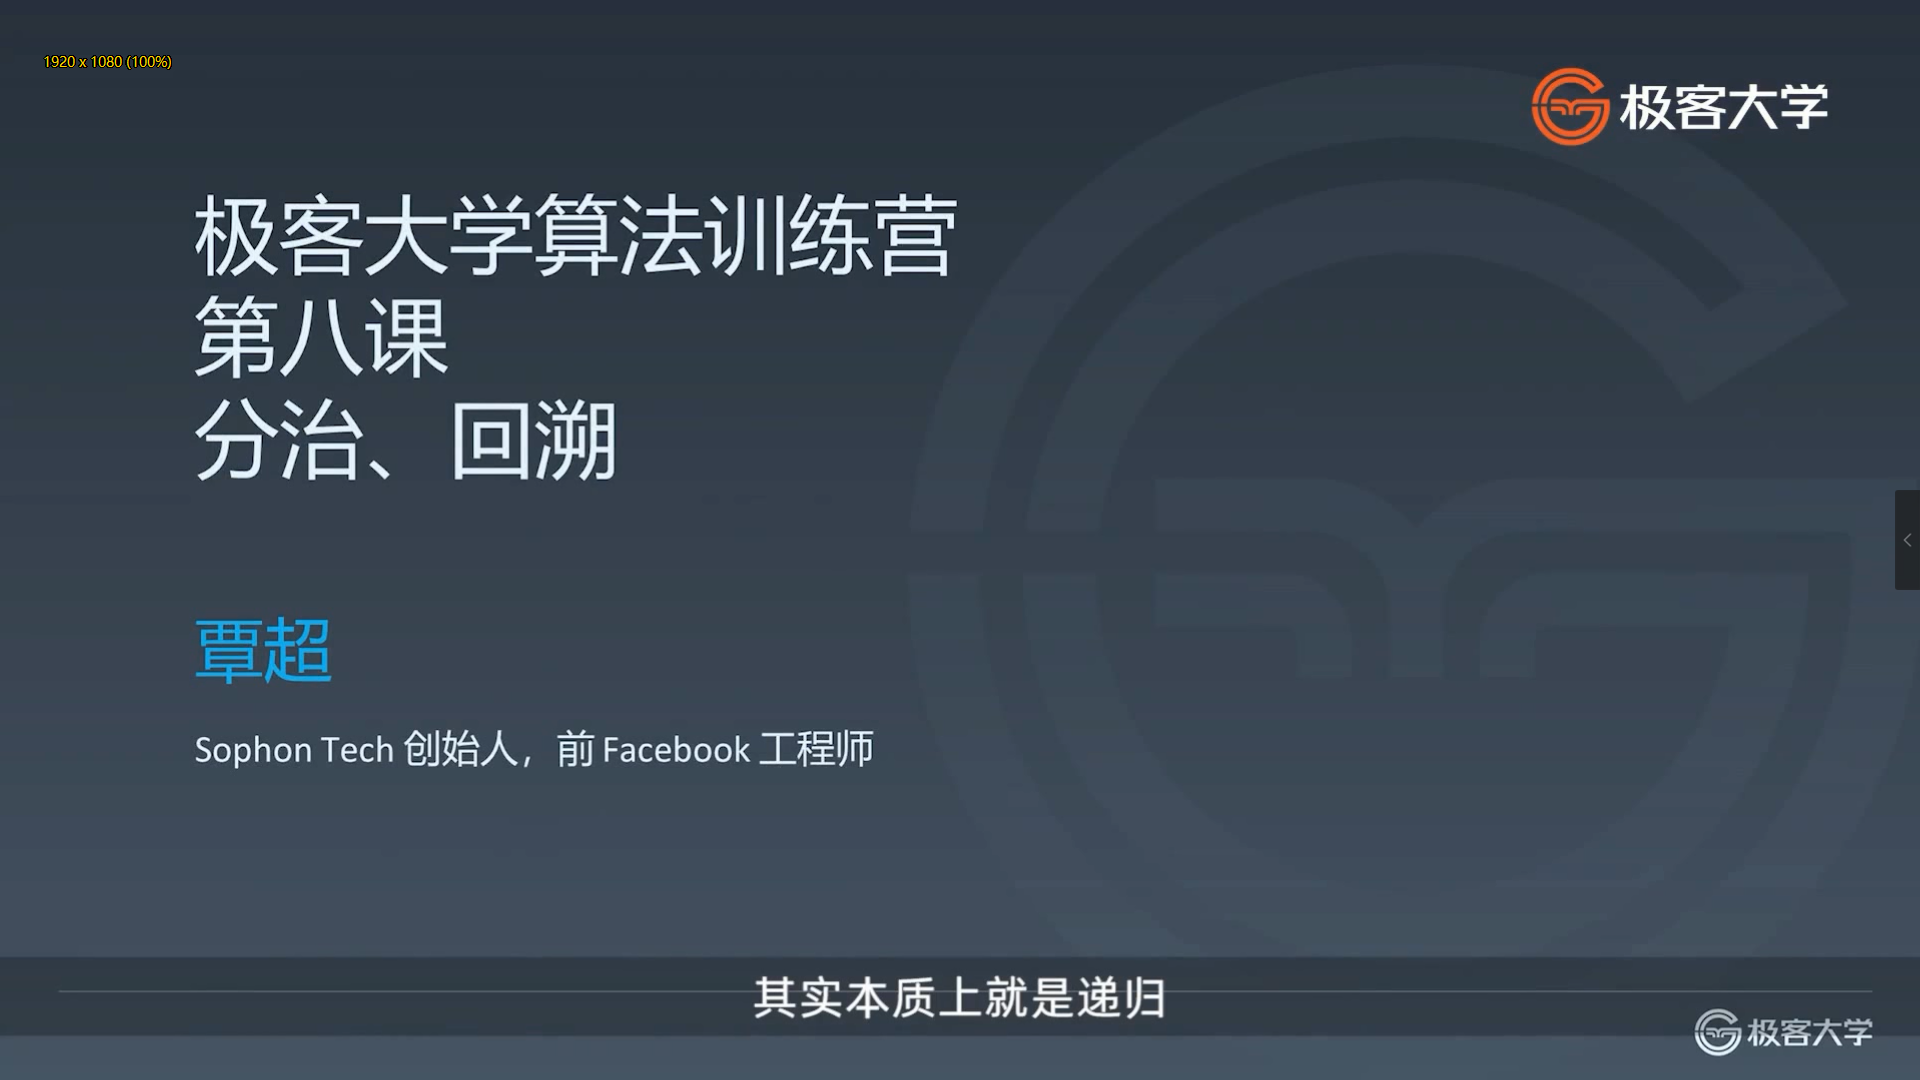 1920 x 1080 (100%)
极客大学
极客大学算法训练营
第八课
分治、回溯
覃超
Sophon Tech 创始人，前 Facebook 工程师
其实本质上就是递归
极客大学